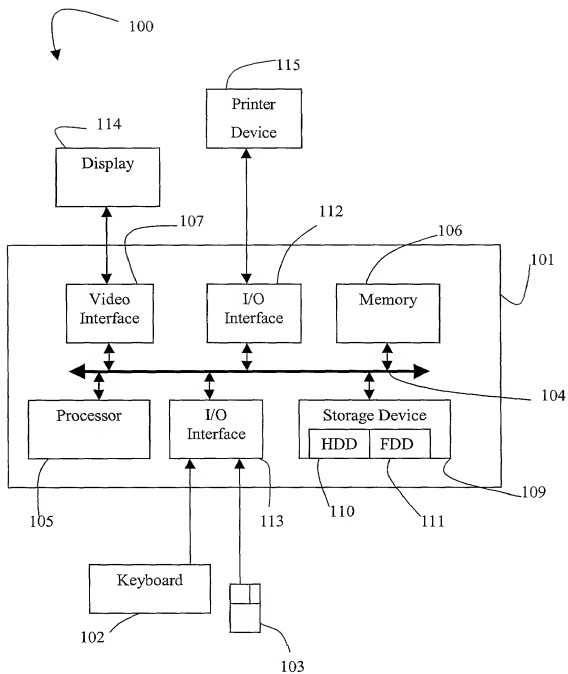 100
115
Printer
Device
114
Display
107
112
106
101
Video
Interface
I/O
Interface
Memory
104
Processor
I/O
Interface
Storage Device
HDD
FDD
105
113
110
111
109
Keyboard
102
103